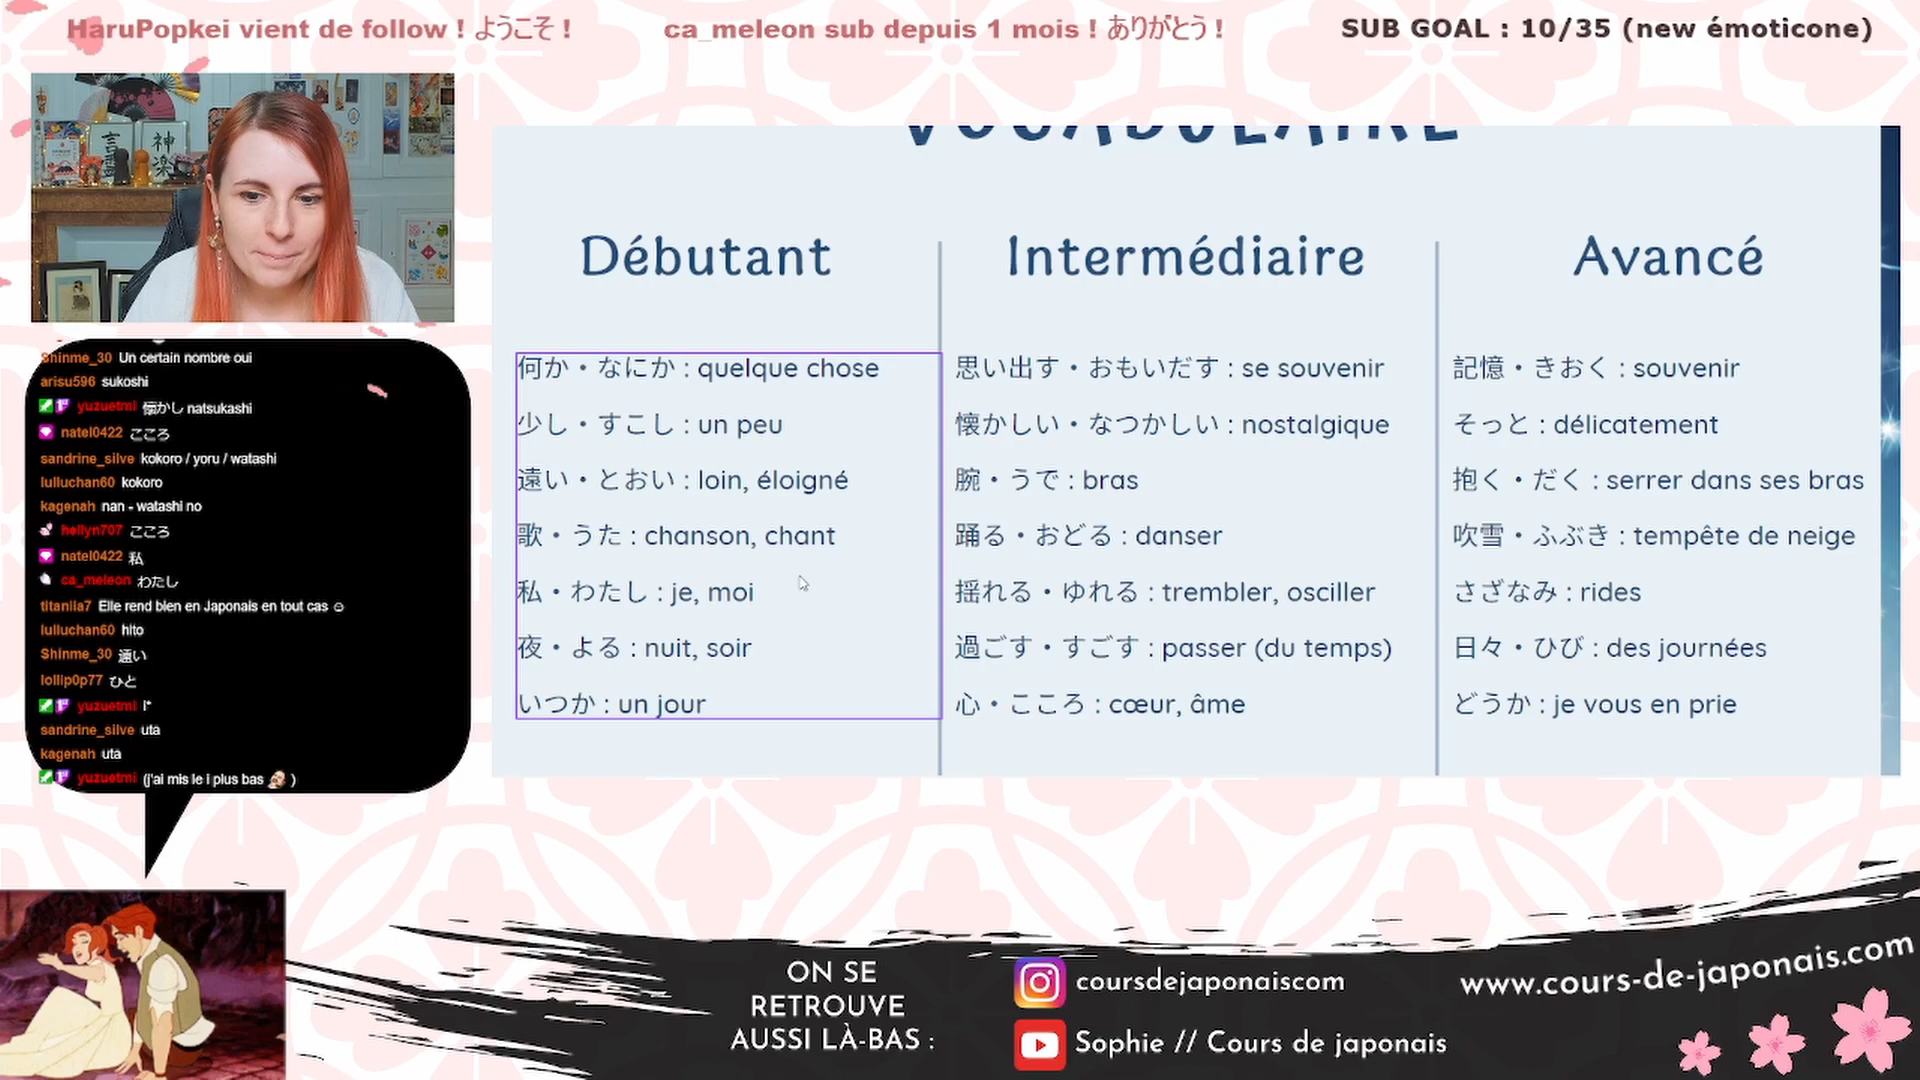 HaruPopkei vient de follow ! ようこそ !
ca_meleon sub depuis 1 mois ! ありがとう !
SUB GOAL : 10/35 (new émoticone)
言霊
神楽
VOCABULAIRE
Débutant
何か・なにか : quelque chose
少し・すこし : un peu
遠い・とおい : loin, éloigné
歌・うた : chanson, chant
私・わたし : je, moi
夜・よる : nuit, soir
いつか : un jour
Intermédiaire
思い出す・おもいだす : se souvenir
懐かしい・なつかしい : nostalgique
腕・うで : bras
踊る・おどる : danser
揺れる・ゆれる : trembler, osciller
過ごす・すごす : passer (du temps)
心・こころ : cœur, âme
Avancé
記憶・きおく : souvenir
そっと : délicatement
抱く・だく : serrer dans ses bras
吹雪・ふぶき : tempête de neige
さざなみ : rides
日々・ひび : des journées
どうか : je vous en prie
Shinme_30 Un certain nombre oui
arisu596 sukoshi
yuzuetmi 懐かし natsukashi
natel0422 こころ
sandrine_silve kokoro / yoru / watashi
lulluchan60 kokoro
kagenah nan - watashi no
hellyn707 こころ
natel0422 私
ca_meleon わたし
titaniia7 Elle rend bien en Japonais en tout cas ☺
lulluchan60 hito
Shinme_30 遠い
lollip0p77 ひと
yuzuetmi i*
sandrine_silve uta
kagenah uta
yuzuetmi (j'ai mis le i plus bas )
ON SE
RETROUVE
AUSSI LÀ-BAS :
coursdejaponaiscom
Sophie // Cours de japonais
www.cours-de-japonais.com